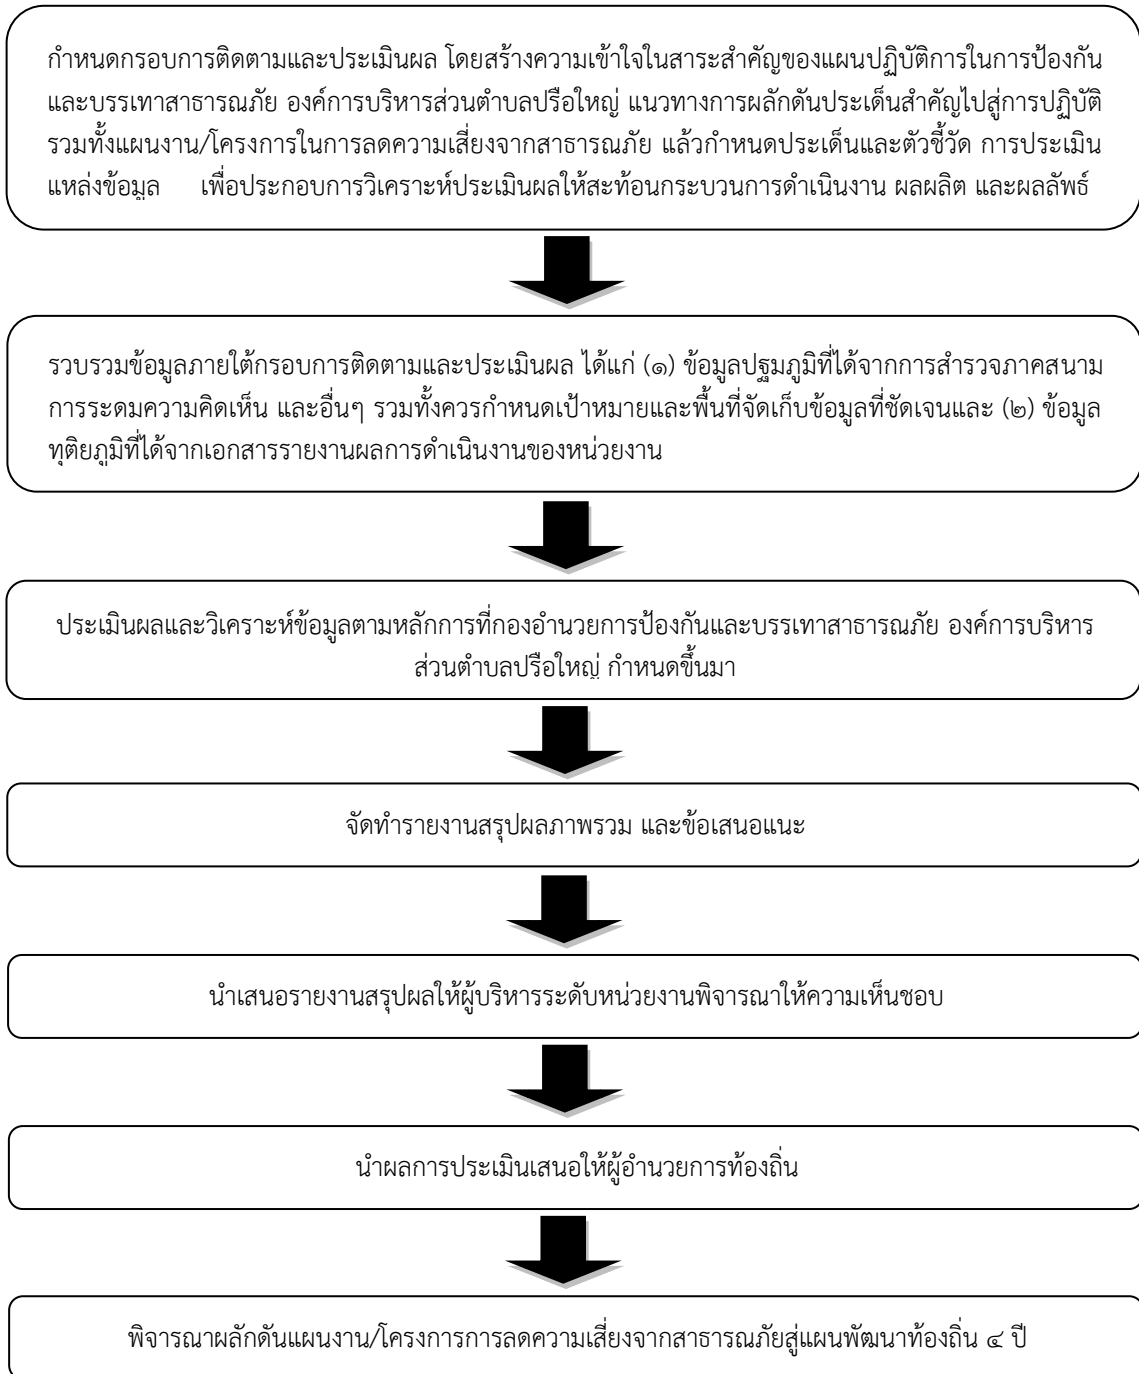 กำหนดกรอบการติดตามและประเมินผล โดยสร้างความเข้าใจในสาระสำคัญของแผนปฏิบัติการในการป้องกัน
และบรรเทาสาธารณภัย องค์การบริหารส่วนตำบลปรือใหญ่ แนวทางการผลักดันประเด็นสำคัญไปสู่การปฏิบัติ
รวมทั้งแผนงาน/โครงการในการลดความเสี่ยงจากสาธารณภัย แล้วกำหนดประเด็นและตัวชี้วัด การประเมิน
แหล่งข้อมูล เพื่อประกอบการวิเคราะห์ประเมินผลให้สะท้อนกระบวนการดำเนินงาน ผลผลิต และผลลัพธ์
รวบรวมข้อมูลภายใต้กรอบการติดตามและประเมินผล ได้แก่ (๑) ข้อมูลปฐมภูมิที่ได้จากการสำรวจภาคสนาม
การระดมความคิดเห็น และอื่นๆ รวมทั้งควรกำหนดเป้าหมายและพื้นที่จัดเก็บข้อมูลที่ชัดเจนและ (๒) ข้อมูล
ทุติยภูมิที่ได้จากเอกสารรายงานผลการดำเนินงานของหน่วยงาน
ประเมินผลและวิเคราะห์ข้อมูลตามหลักการที่กองอำนวยการป้องกันและบรรเทาสาธารณภัย องค์การบริหาร
ส่วนตำบลปรือใหญ่ กำหนดขึ้นมา
จัดทำรายงานสรุปผลภาพรวม และข้อเสนอแนะ
นำเสนอรายงานสรุปผลให้ผู้บริหารระดับหน่วยงานพิจารณาให้ความเห็นชอบ
นำผลการประเมินเสนอให้ผู้อำนวยการท้องถิ่น
พิจารณาผลักดันแผนงาน/โครงการการลดความเสี่ยงจากสาธารณภัยสู่แผนพัฒนาท้องถิ่น ๔ ปี